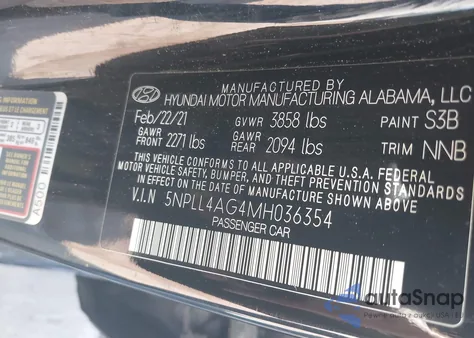 MANUFACTURED BY
HYUNDAI MOTOR MANUFACTURING ALABAMA, LLC
Feb/22/21 GVWR 3858 lbs PAINT S3B
GAWR FRONT 2271 lbs GAWR REAR 2094 lbs TRIM NNB
THIS VEHICLE CONFORMS TO ALL APPLICABLE U.S.A. FEDERAL
MOTOR VEHICLE SAFETY, BUMPER, AND THEFT PREVENTION STANDARDS
IN EFFECT ON THE DATE OF MANUFACTURE SHOWN ABOVE.
V.I.N 5NPLL4AG4MH036354
PASSENGER CAR
INFORMATION
AA500
autoSnap